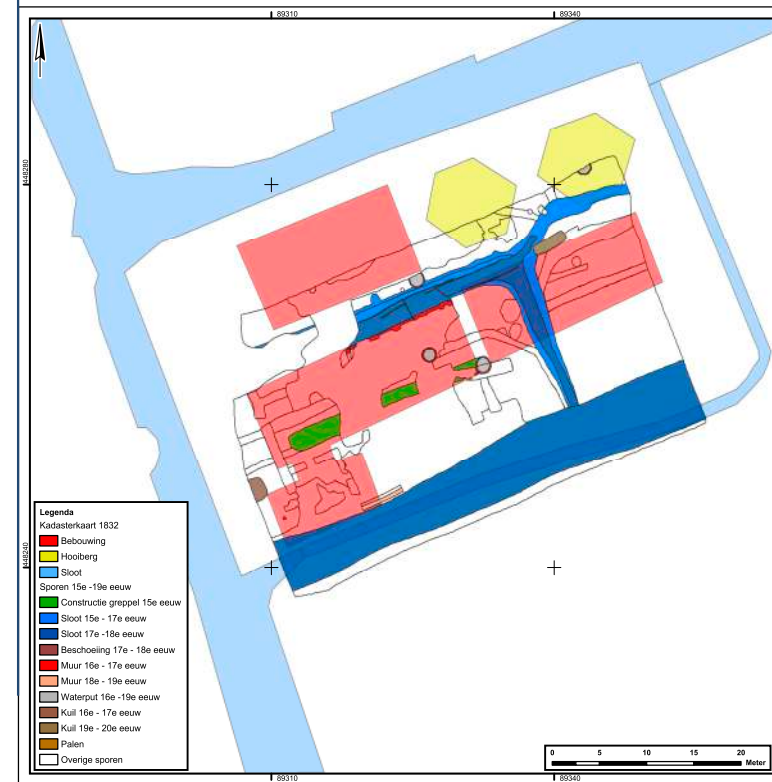 89310
89340
448280
448240
Legenda
Kadasterkaart 1832
Bebouwing
Hooiberg
Sloot
Sporen 15e -19e eeuw
Constructie greppel 15e eeuw
Sloot 15e - 17e eeuw
Sloot 17e -18e eeuw
Beschoeiing 17e - 18e eeuw
Muur 16e - 17e eeuw
Muur 18e - 19e eeuw
Waterput 16e -19e eeuw
Kuil 16e - 17e eeuw
Kuil 19e - 20e eeuw
Palen
Overige sporen
0 5 10 15 20
Meter
89310
89340